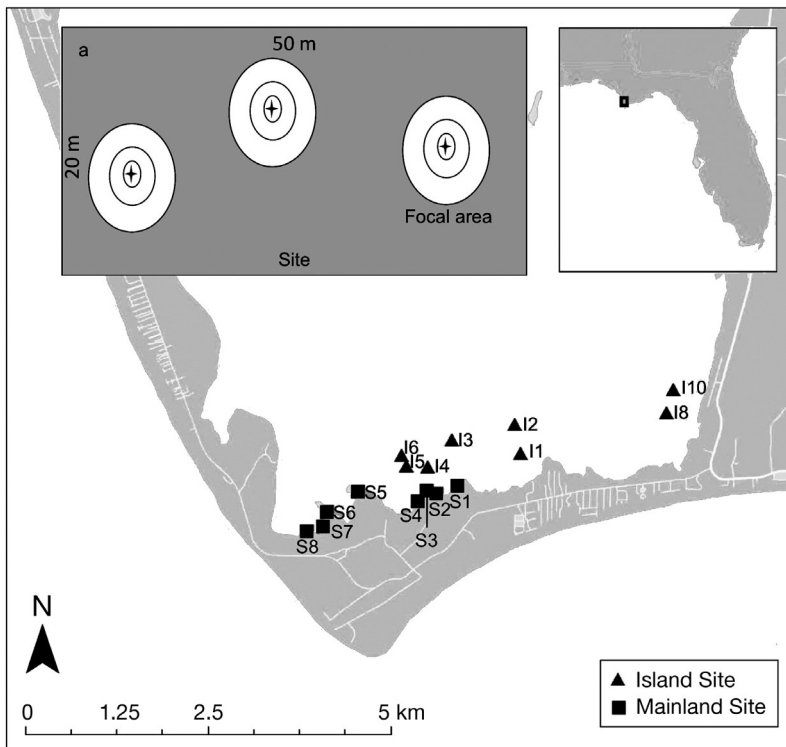 a
50 m
20 m
Focal area
Site
I10
I8
I2
I1
I3
I6
I5
I4
S1
S2
S5
S4
S3
S6
S7
S8
N
Island Site
Mainland Site
0 1.25 2.5 5 km